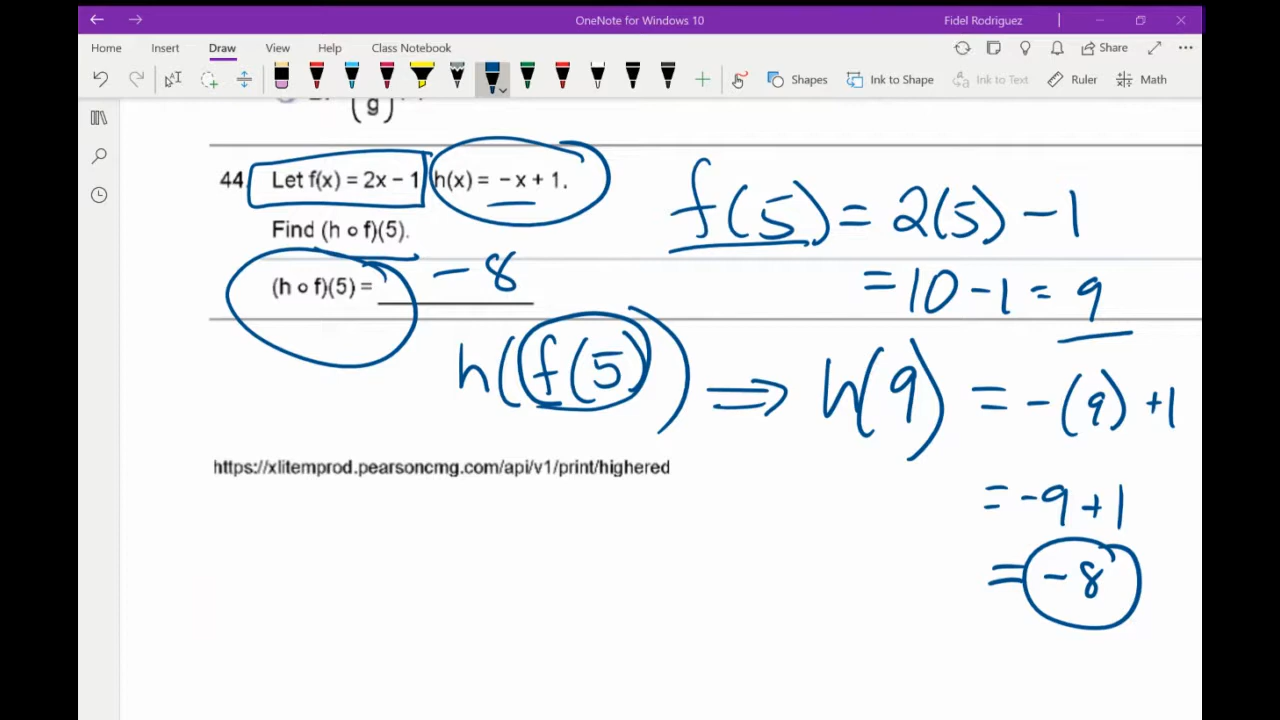 OneNote for Windows 10
Fidel Rodriguez
Home Insert Draw View Help Class Notebook Share
Shapes Ink to Shape Ink to Text Ruler Math
g
44. Let f(x) = 2x − 1 h(x) = − x + 1.
Find (h o f)(5).
(h o f)(5) = −8
f(5) = 2(5) − 1
= 10 − 1 = 9
h(f(5)) ⇒ h(9) = −(9) + 1
https://xlitemprod.pearsoncmg.com/api/v1/print/highered
= −9 + 1
= −8